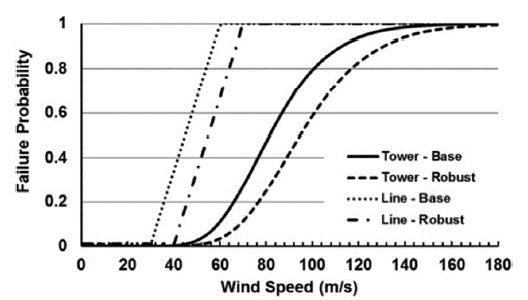 1
0.8
0.6
0.4
0.2
0
Failure Probability
Tower - Base
Tower - Robust
Line - Base
Line - Robust
0 20 40 60 80 100 120 140 160 180
Wind Speed (m/s)